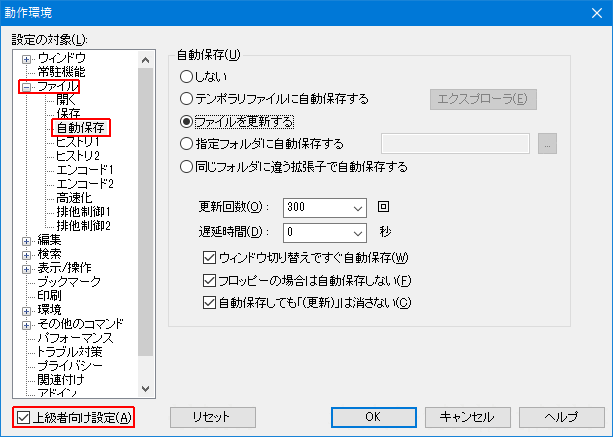 動作環境
設定の対象(L):
ウィンドウ
常駐機能
ファイル
開く
保存
自動保存
ヒストリ1
ヒストリ2
エンコード1
エンコード2
高速化
排他制御1
排他制御2
編集
検索
表示/操作
ブックマーク
印刷
環境
その他のコマンド
パフォーマンス
トラブル対策
プライバシー
関連付け
アドイン
上級者向け設定(A)
自動保存(U)
しない
テンポラリファイルに自動保存する
エクスプローラ(E)
ファイルを更新する
指定フォルダに自動保存する
...
同じフォルダに違う拡張子で自動保存する
更新回数(O):
300
回
遅延時間(D):
0
秒
ウィンドウ切り替えですぐ自動保存(W)
フロッピーの場合は自動保存しない(F)
自動保存しても「(更新)」は消さない(C)
リセット
OK
キャンセル
ヘルプ